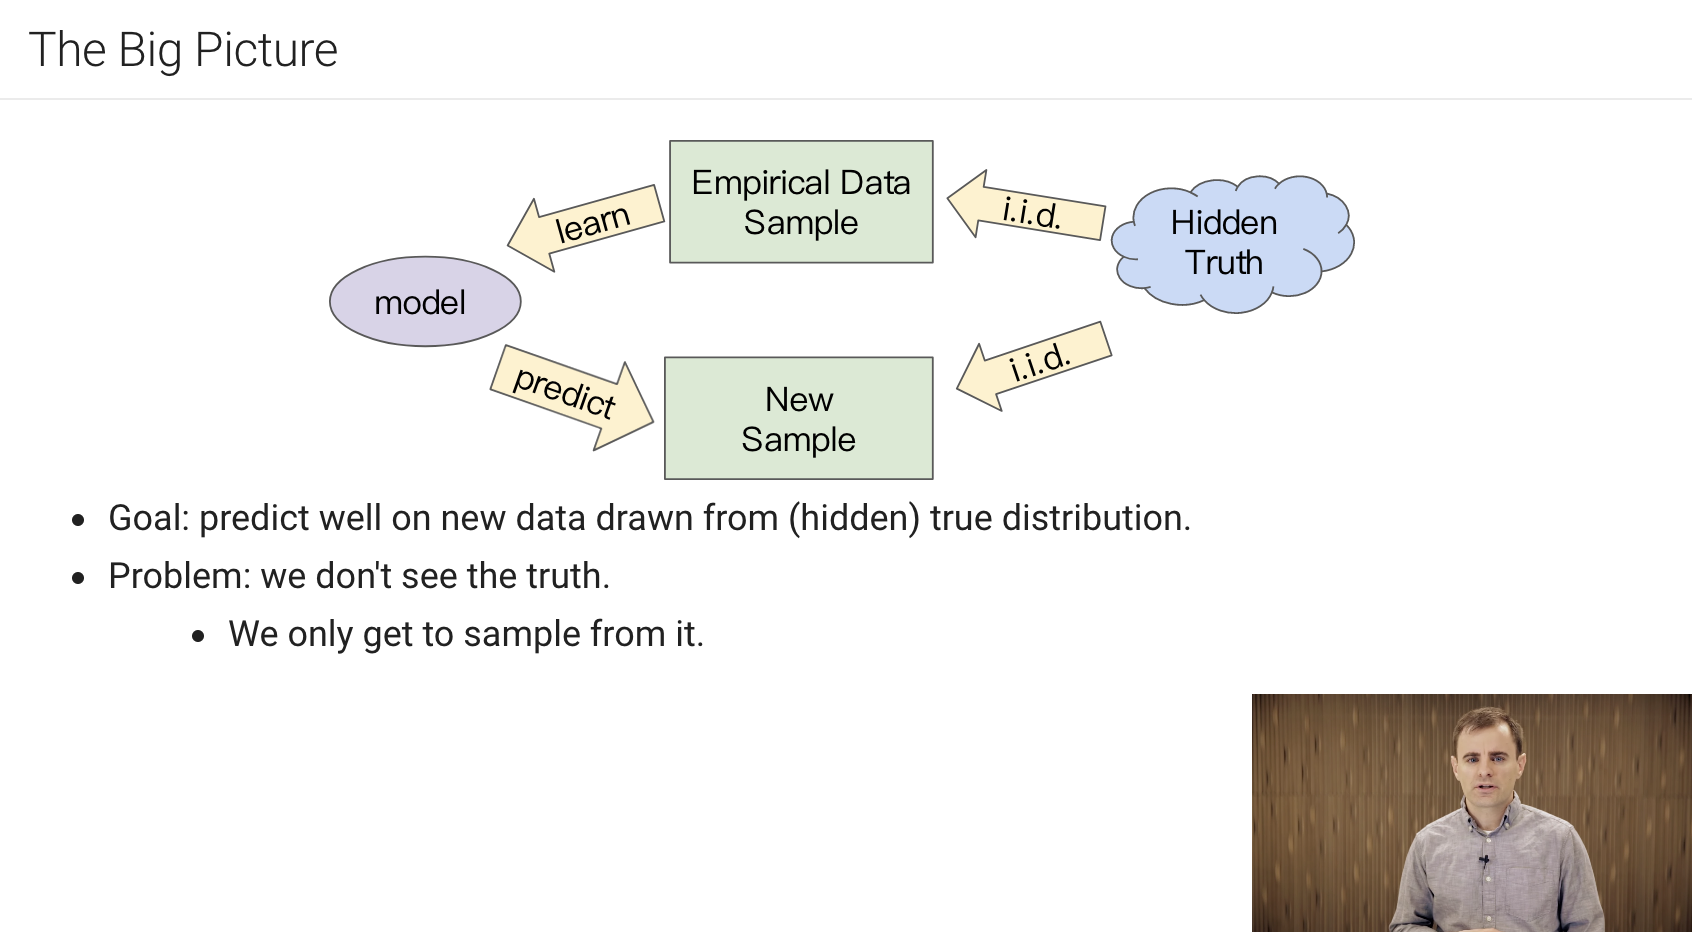 The Big Picture
Empirical Data
Sample
i.i.d.
Hidden
Truth
learn
model
predict
New
Sample
i.i.d.
• Goal: predict well on new data drawn from (hidden) true distribution.
• Problem: we don't see the truth.
• We only get to sample from it.